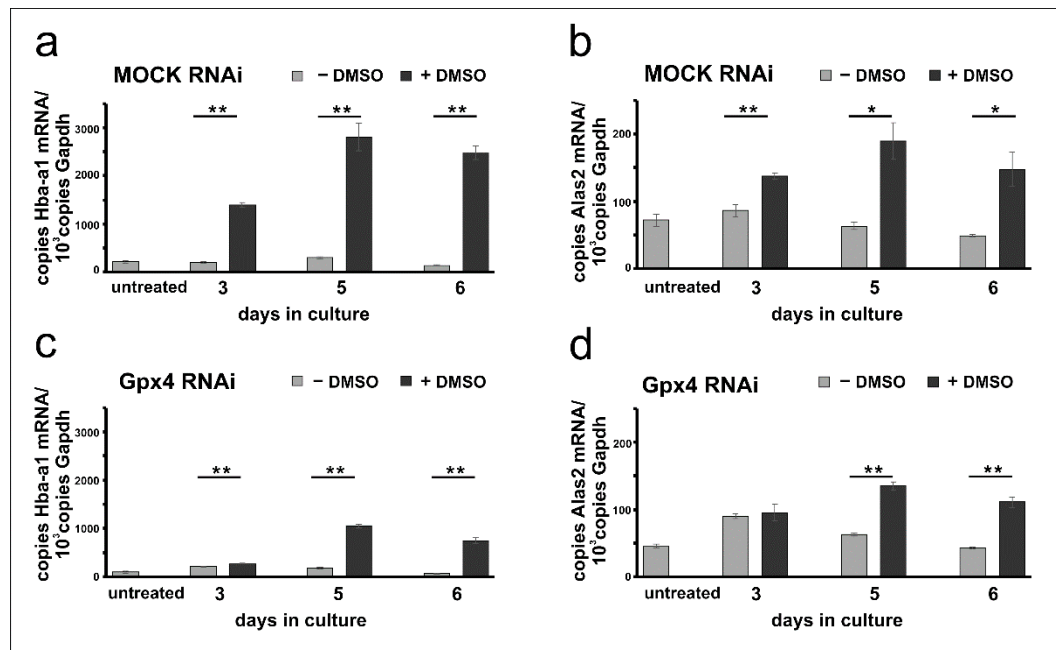 a
MOCK RNAi
– DMSO + DMSO
copies Hba-a1 mRNA/
10³copies Gapdh
3000
2000
1000
0
** ** **
untreated 3 5 6
days in culture
b
MOCK RNAi
– DMSO + DMSO
copies Alas2 mRNA/
10³copies Gapdh
200
100
0
** * *
untreated 3 5 6
days in culture
c
Gpx4 RNAi
– DMSO + DMSO
copies Hba-a1 mRNA/
10³copies Gapdh
3000
2000
1000
0
** ** **
untreated 3 5 6
days in culture
d
Gpx4 RNAi
– DMSO + DMSO
copies Alas2 mRNA/
10³copies Gapdh
200
100
0
** **
untreated 3 5 6
days in culture